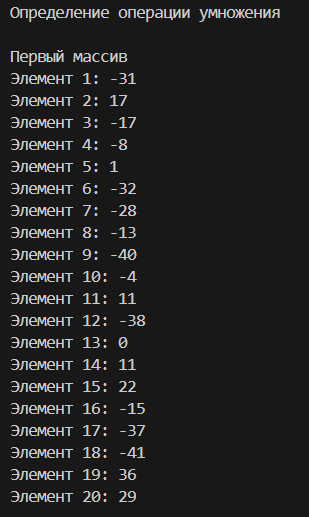 Определение операции умножения
Первый массив
Элемент 1: -31
Элемент 2: 17
Элемент 3: -17
Элемент 4: -8
Элемент 5: 1
Элемент 6: -32
Элемент 7: -28
Элемент 8: -13
Элемент 9: -40
Элемент 10: -4
Элемент 11: 11
Элемент 12: -38
Элемент 13: 0
Элемент 14: 11
Элемент 15: 22
Элемент 16: -15
Элемент 17: -37
Элемент 18: -41
Элемент 19: 36
Элемент 20: 29